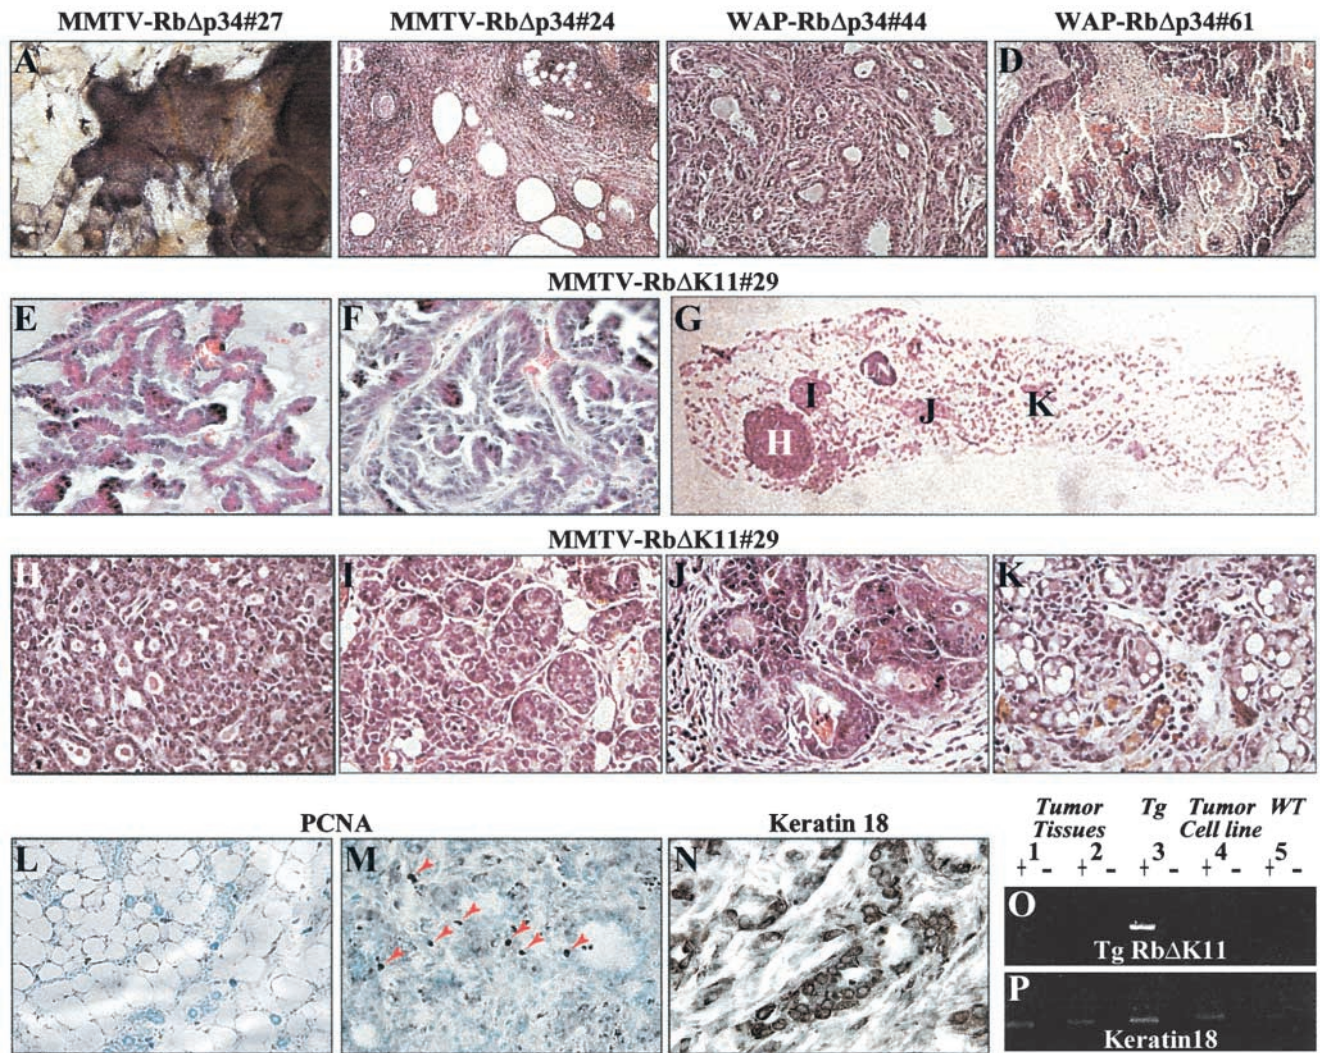 MMTV-RbΔp34#27 MMTV-RbΔp34#24 WAP-RbΔp34#44 WAP-RbΔp34#61
A B C D
MMTV-RbΔK11#29
E F G
I J K
H
MMTV-RbΔK11#29
H I J K
PCNA Keratin 18
Tumor Tg Tumor WT
Tissues Cell line
L M N
1 2 3 4 5
+ - + - + - + - + -
O
Tg RbΔK11
P
Keratin18